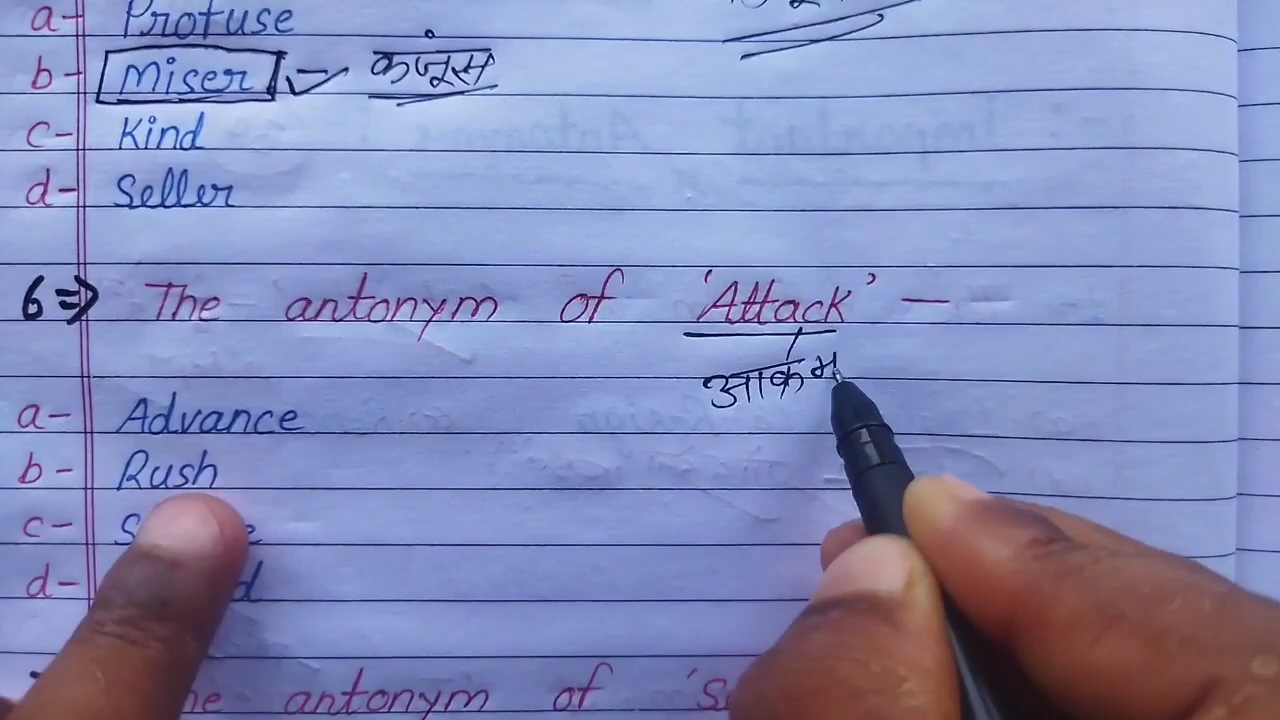 a- Profuse
b- Miser - कंजूस
c- Kind
d- Seller
6⇒ The antonym of 'Attack' —
आक्रम
a- Advance
b- Rush
c-
d-
antonym of